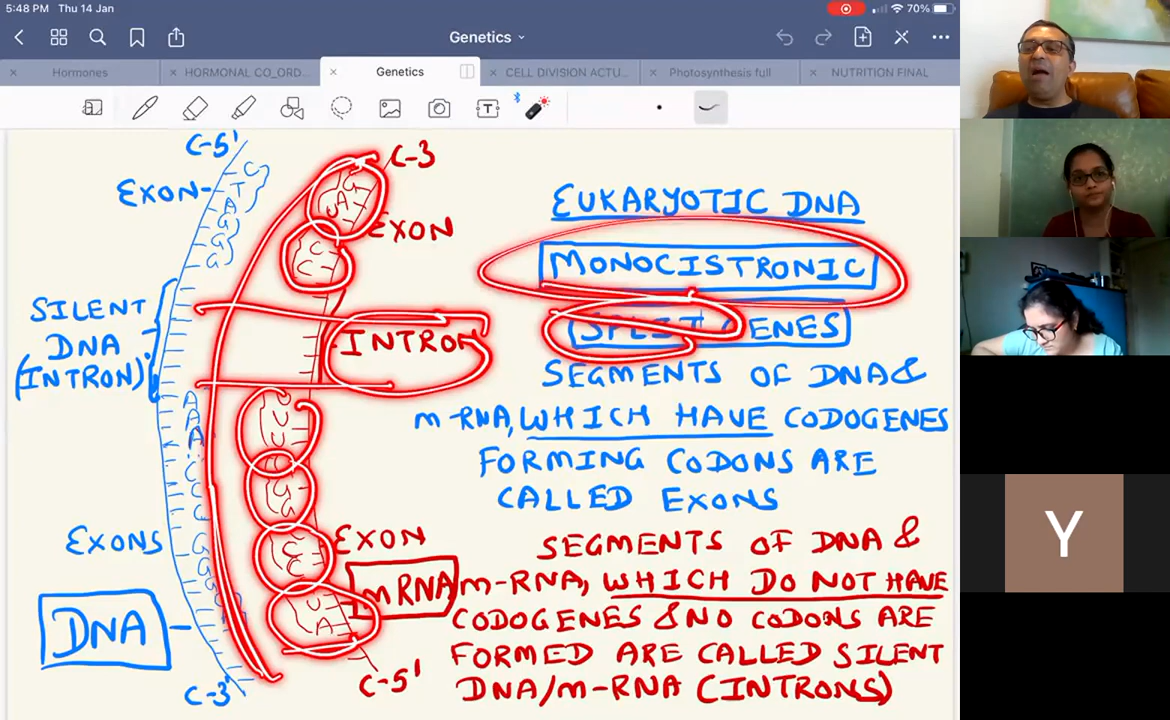 5:48 PM Thu 14 Jan
70%
Genetics
Hormones
HORMONAL CO_ORD...
Genetics
CELL DIVISION ACTU...
Photosynthesis full
NUTRITION FINAL
T
C-5'
C-3
EXON
C
T
A
G
G
G
G
A
U
EXON
C
C
SILENT
DNA
(INTRON)
INTRON
A
A
A
C
C
C
U
U
U
G
G
EXONS
EXON
mRNA
U
A
DNA
C-3'
C-5'
EUKARYOTIC DNA
MONOCISTRONIC
SPLIT GENES
SEGMENTS OF DNA &
m-RNA, WHICH HAVE CODOGENES
FORMING CODONS ARE
CALLED EXONS
SEGMENTS OF DNA &
m-RNA, WHICH DO NOT HAVE
CODOGENES & NO CODONS ARE
FORMED ARE CALLED SILENT
DNA/m-RNA (INTRONS)
Y